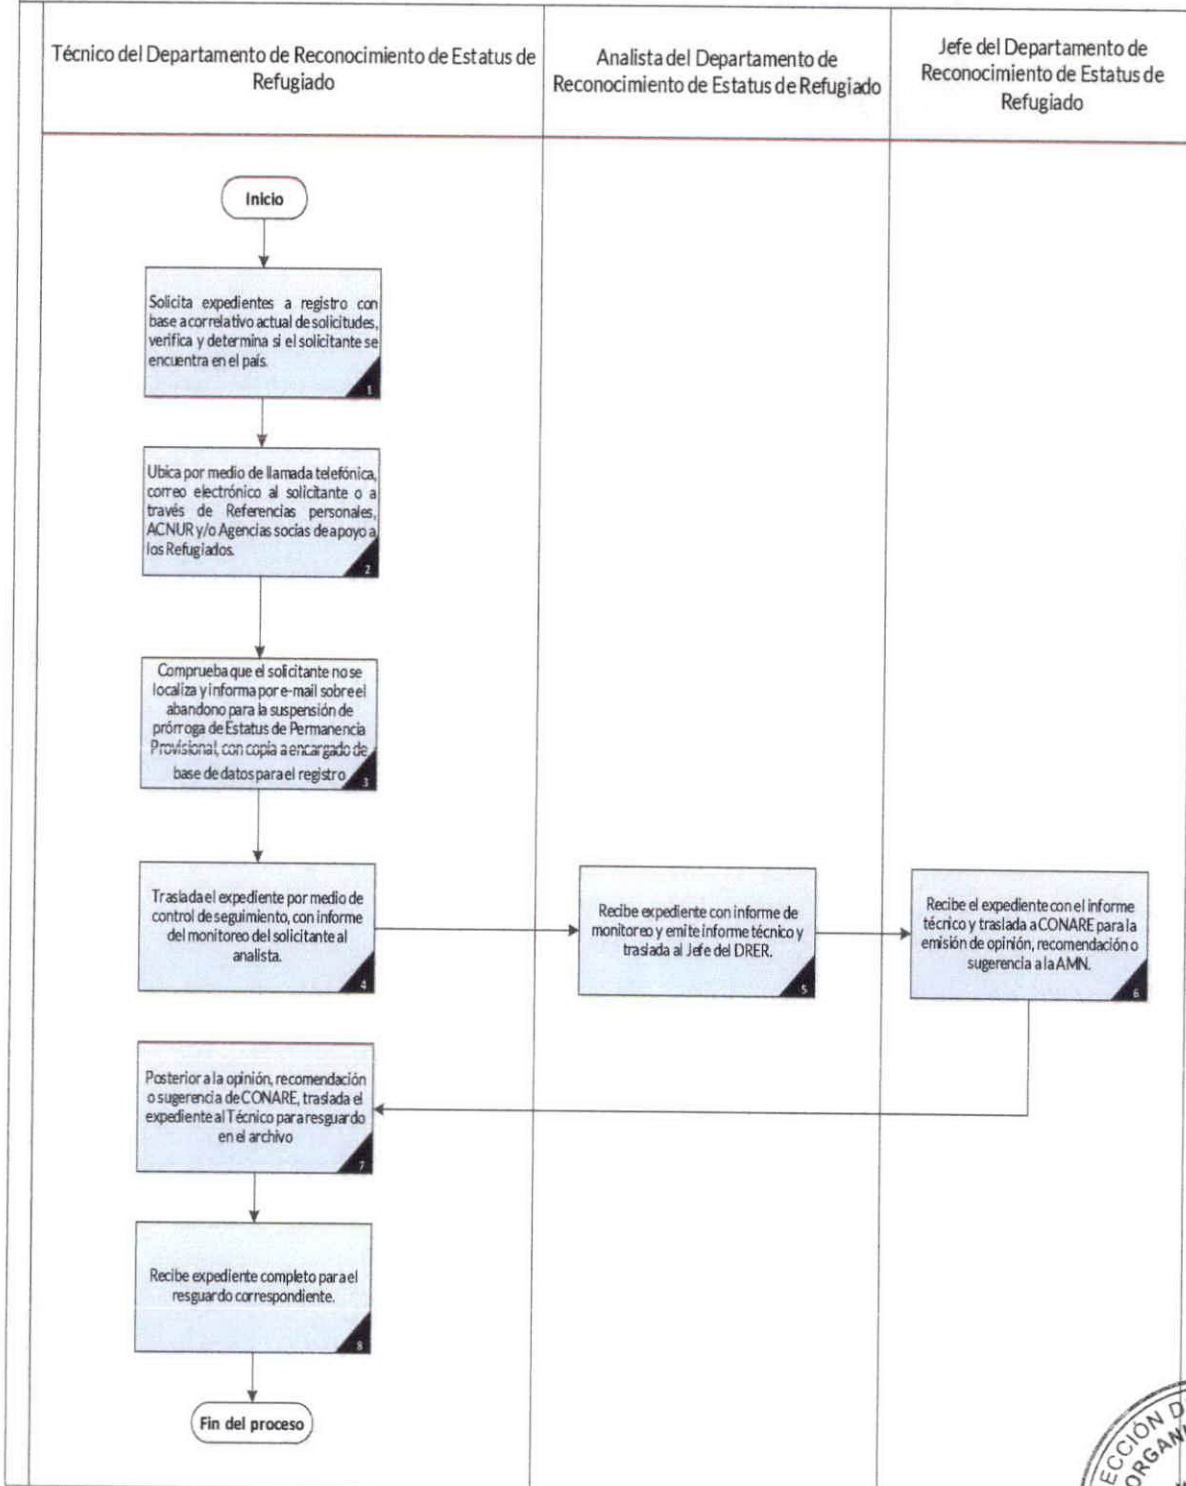 Técnico del Departamento de Reconocimiento de Estatus de
Refugiado
Analista del Departamento de
Reconocimiento de Estatus de Refugiado
Jefe del Departamento de
Reconocimiento de Estatus de
Refugiado
Inicio
Solicita expedientes a registro con
base a correlativo actual de solicitudes,
verifica y determina si el solicitante se
encuentra en el país.
1
Ubica por medio de llamada telefónica,
correo electrónico al solicitante o a
través de Referencias personales,
ACNUR y/o Agencias socias de apoyo a
los Refugiados.
2
Comprueba que el solicitante no se
localiza y informa por e-mail sobre el
abandono para la suspensión de
prórroga de Estatus de Permanencia
Provisional, con copia a encargado de
base de datos para el registro
3
Traslada el expediente por medio de
control de seguimiento, con informe
del monitoreo del solicitante al
analista.
4
Recibe expediente con informe de
monitoreo y emite informe técnico y
traslada al Jefe del DRER.
5
Recibe el expediente con el informe
técnico y traslada a CONARE para la
emisión de opinión, recomendación o
sugerencia a la AMN.
6
Posterior a la opinión, recomendación
o sugerencia de CONARE, traslada el
expediente al Técnico para resguardo
en el archivo
7
Recibe expediente completo para el
resguardo correspondiente.
8
Fin del proceso